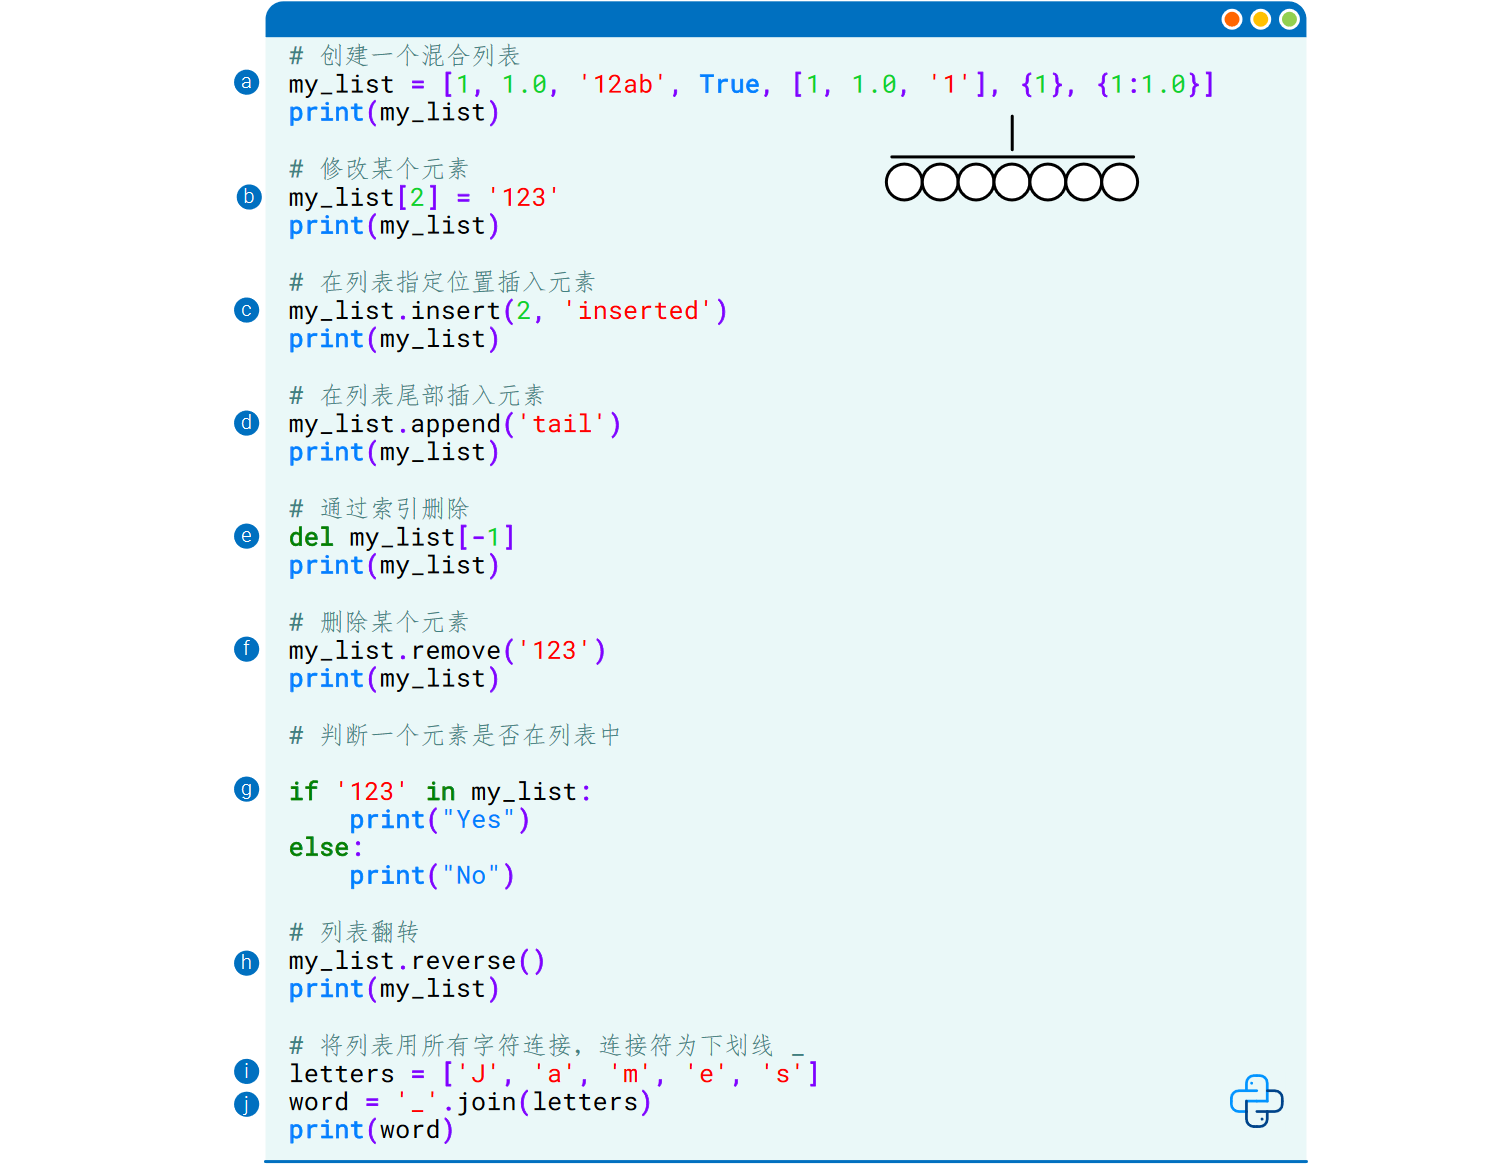 # 创建一个混合列表
a my_list = [1, 1.0, '12ab', True, [1, 1.0, '1'], {1}, {1:1.0}]
print(my_list)
# 修改某个元素
b my_list[2] = '123'
print(my_list)
# 在列表指定位置插入元素
c my_list.insert(2, 'inserted')
print(my_list)
# 在列表尾部插入元素
d my_list.append('tail')
print(my_list)
# 通过索引删除
e del my_list[-1]
print(my_list)
# 删除某个元素
f my_list.remove('123')
print(my_list)
# 判断一个元素是否在列表中
g if '123' in my_list:
    print("Yes")
else:
    print("No")
# 列表翻转
h my_list.reverse()
print(my_list)
# 将列表用所有字符连接，连接符为下划线 _
i letters = ['J', 'a', 'm', 'e', 's']
j word = '_'.join(letters)
print(word)